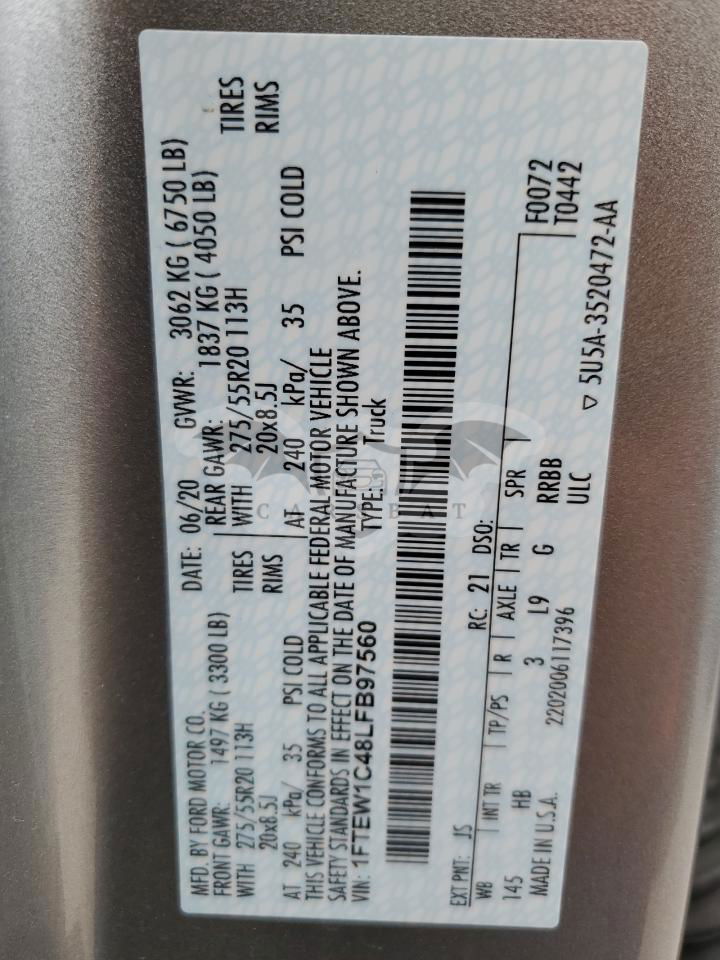 MFD. BY FORD MOTOR CO. DATE: 06/20 GVWR: 3062 KG ( 6750 LB)
FRONT GAWR: 1497 KG ( 3300 LB) REAR GAWR: 1837 KG ( 4050 LB)
WITH 275/55R20 113H TIRES WITH 275/55R20 113H TIRES
20x8.5J RIMS 20x8.5J RIMS
AT 240 kPa/ 35 PSI COLD AT 240 kPa/ 35 PSI COLD
THIS VEHICLE CONFORMS TO ALL APPLICABLE FEDERAL MOTOR VEHICLE
SAFETY STANDARDS IN EFFECT ON THE DATE OF MANUFACTURE SHOWN ABOVE.
VIN: 1FTEW1C48LFB97560 TYPE: Truck
EXT PNT: JS RC: 21 DSO:
WB INT TR TP/PS R AXLE TR SPR F0072
145 HB 3 L9 G RRBB T0442
MADE IN U.S.A. 2202006117396 ULC
▽ 5U5A-3520472-AA
CARSBAT